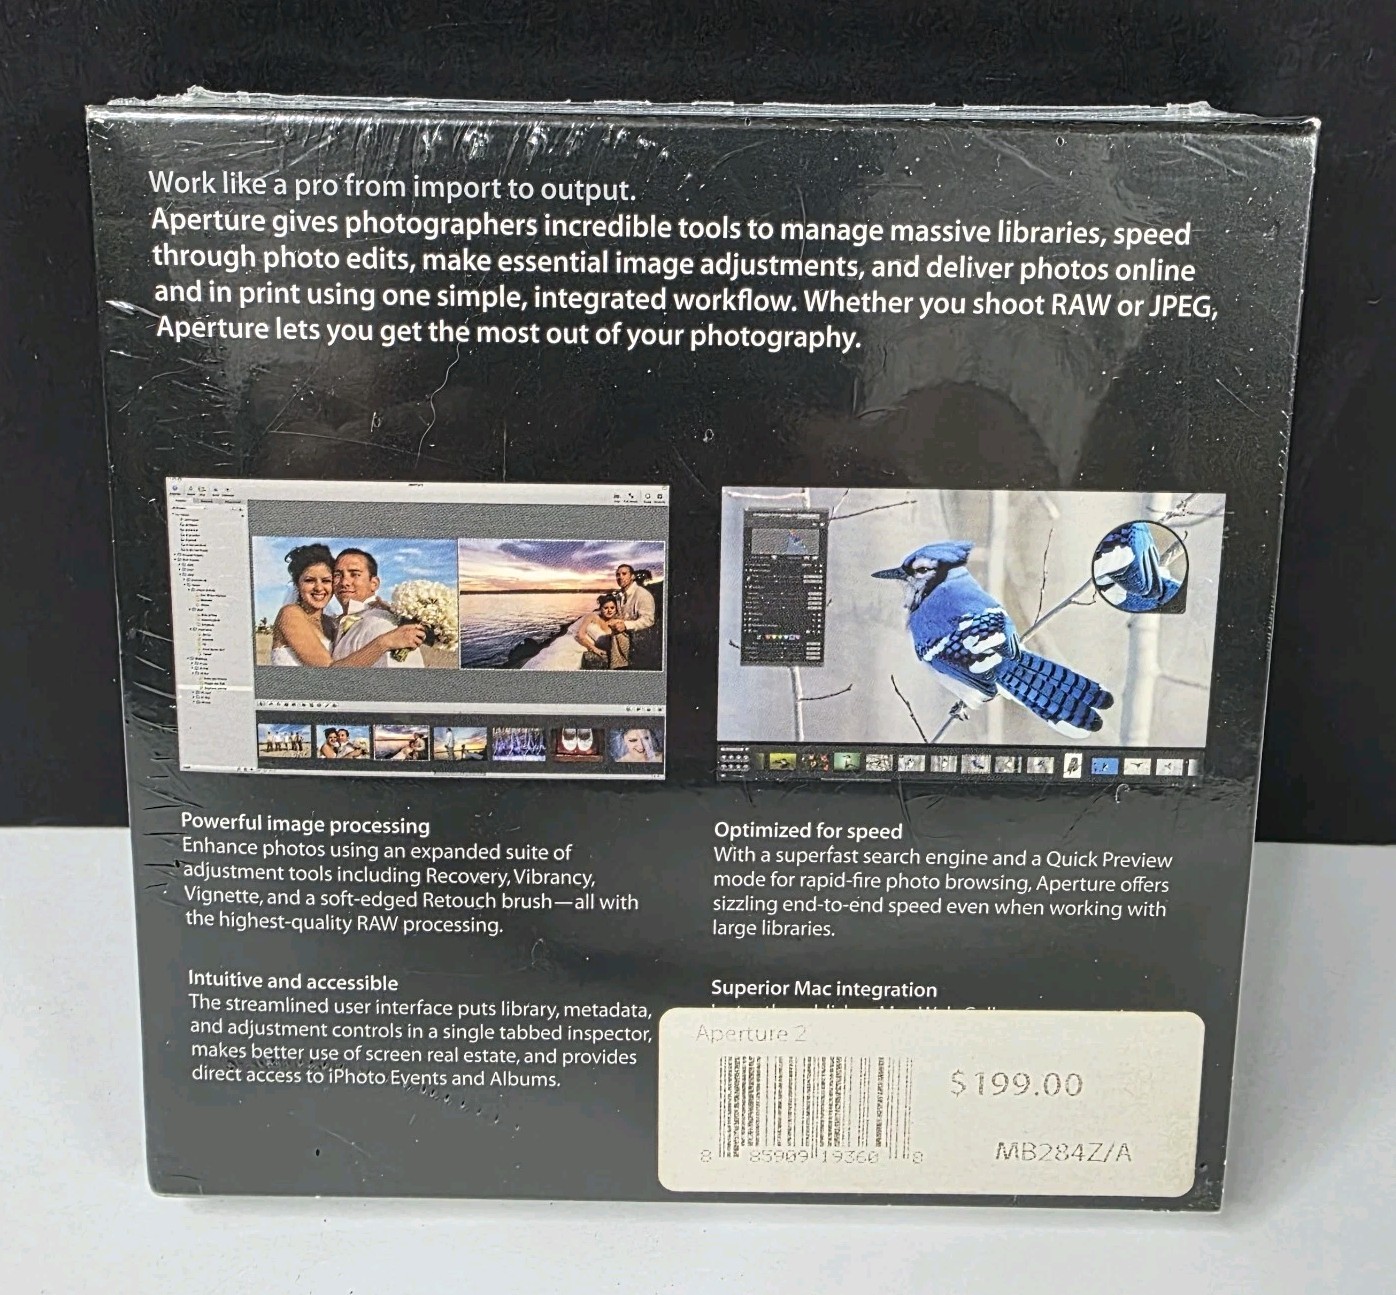 Work like a pro from import to output.
Aperture gives photographers incredible tools to manage massive libraries, speed
through photo edits, make essential image adjustments, and deliver photos online
and in print using one simple, integrated workflow. Whether you shoot RAW or JPEG,
Aperture lets you get the most out of your photography.
Powerful image processing
Enhance photos using an expanded suite of
adjustment tools including Recovery, Vibrancy,
Vignette, and a soft-edged Retouch brush—all with
the highest-quality RAW processing.
Optimized for speed
With a superfast search engine and a Quick Preview
mode for rapid-fire photo browsing, Aperture offers
sizzling end-to-end speed even when working with
large libraries.
Intuitive and accessible
The streamlined user interface puts library, metadata,
and adjustment controls in a single tabbed inspector,
makes better use of screen real estate, and provides
direct access to iPhoto Events and Albums.
Superior Mac integration
Aperture 2
$199.00
8 85909 19360 8
MB284Z/A